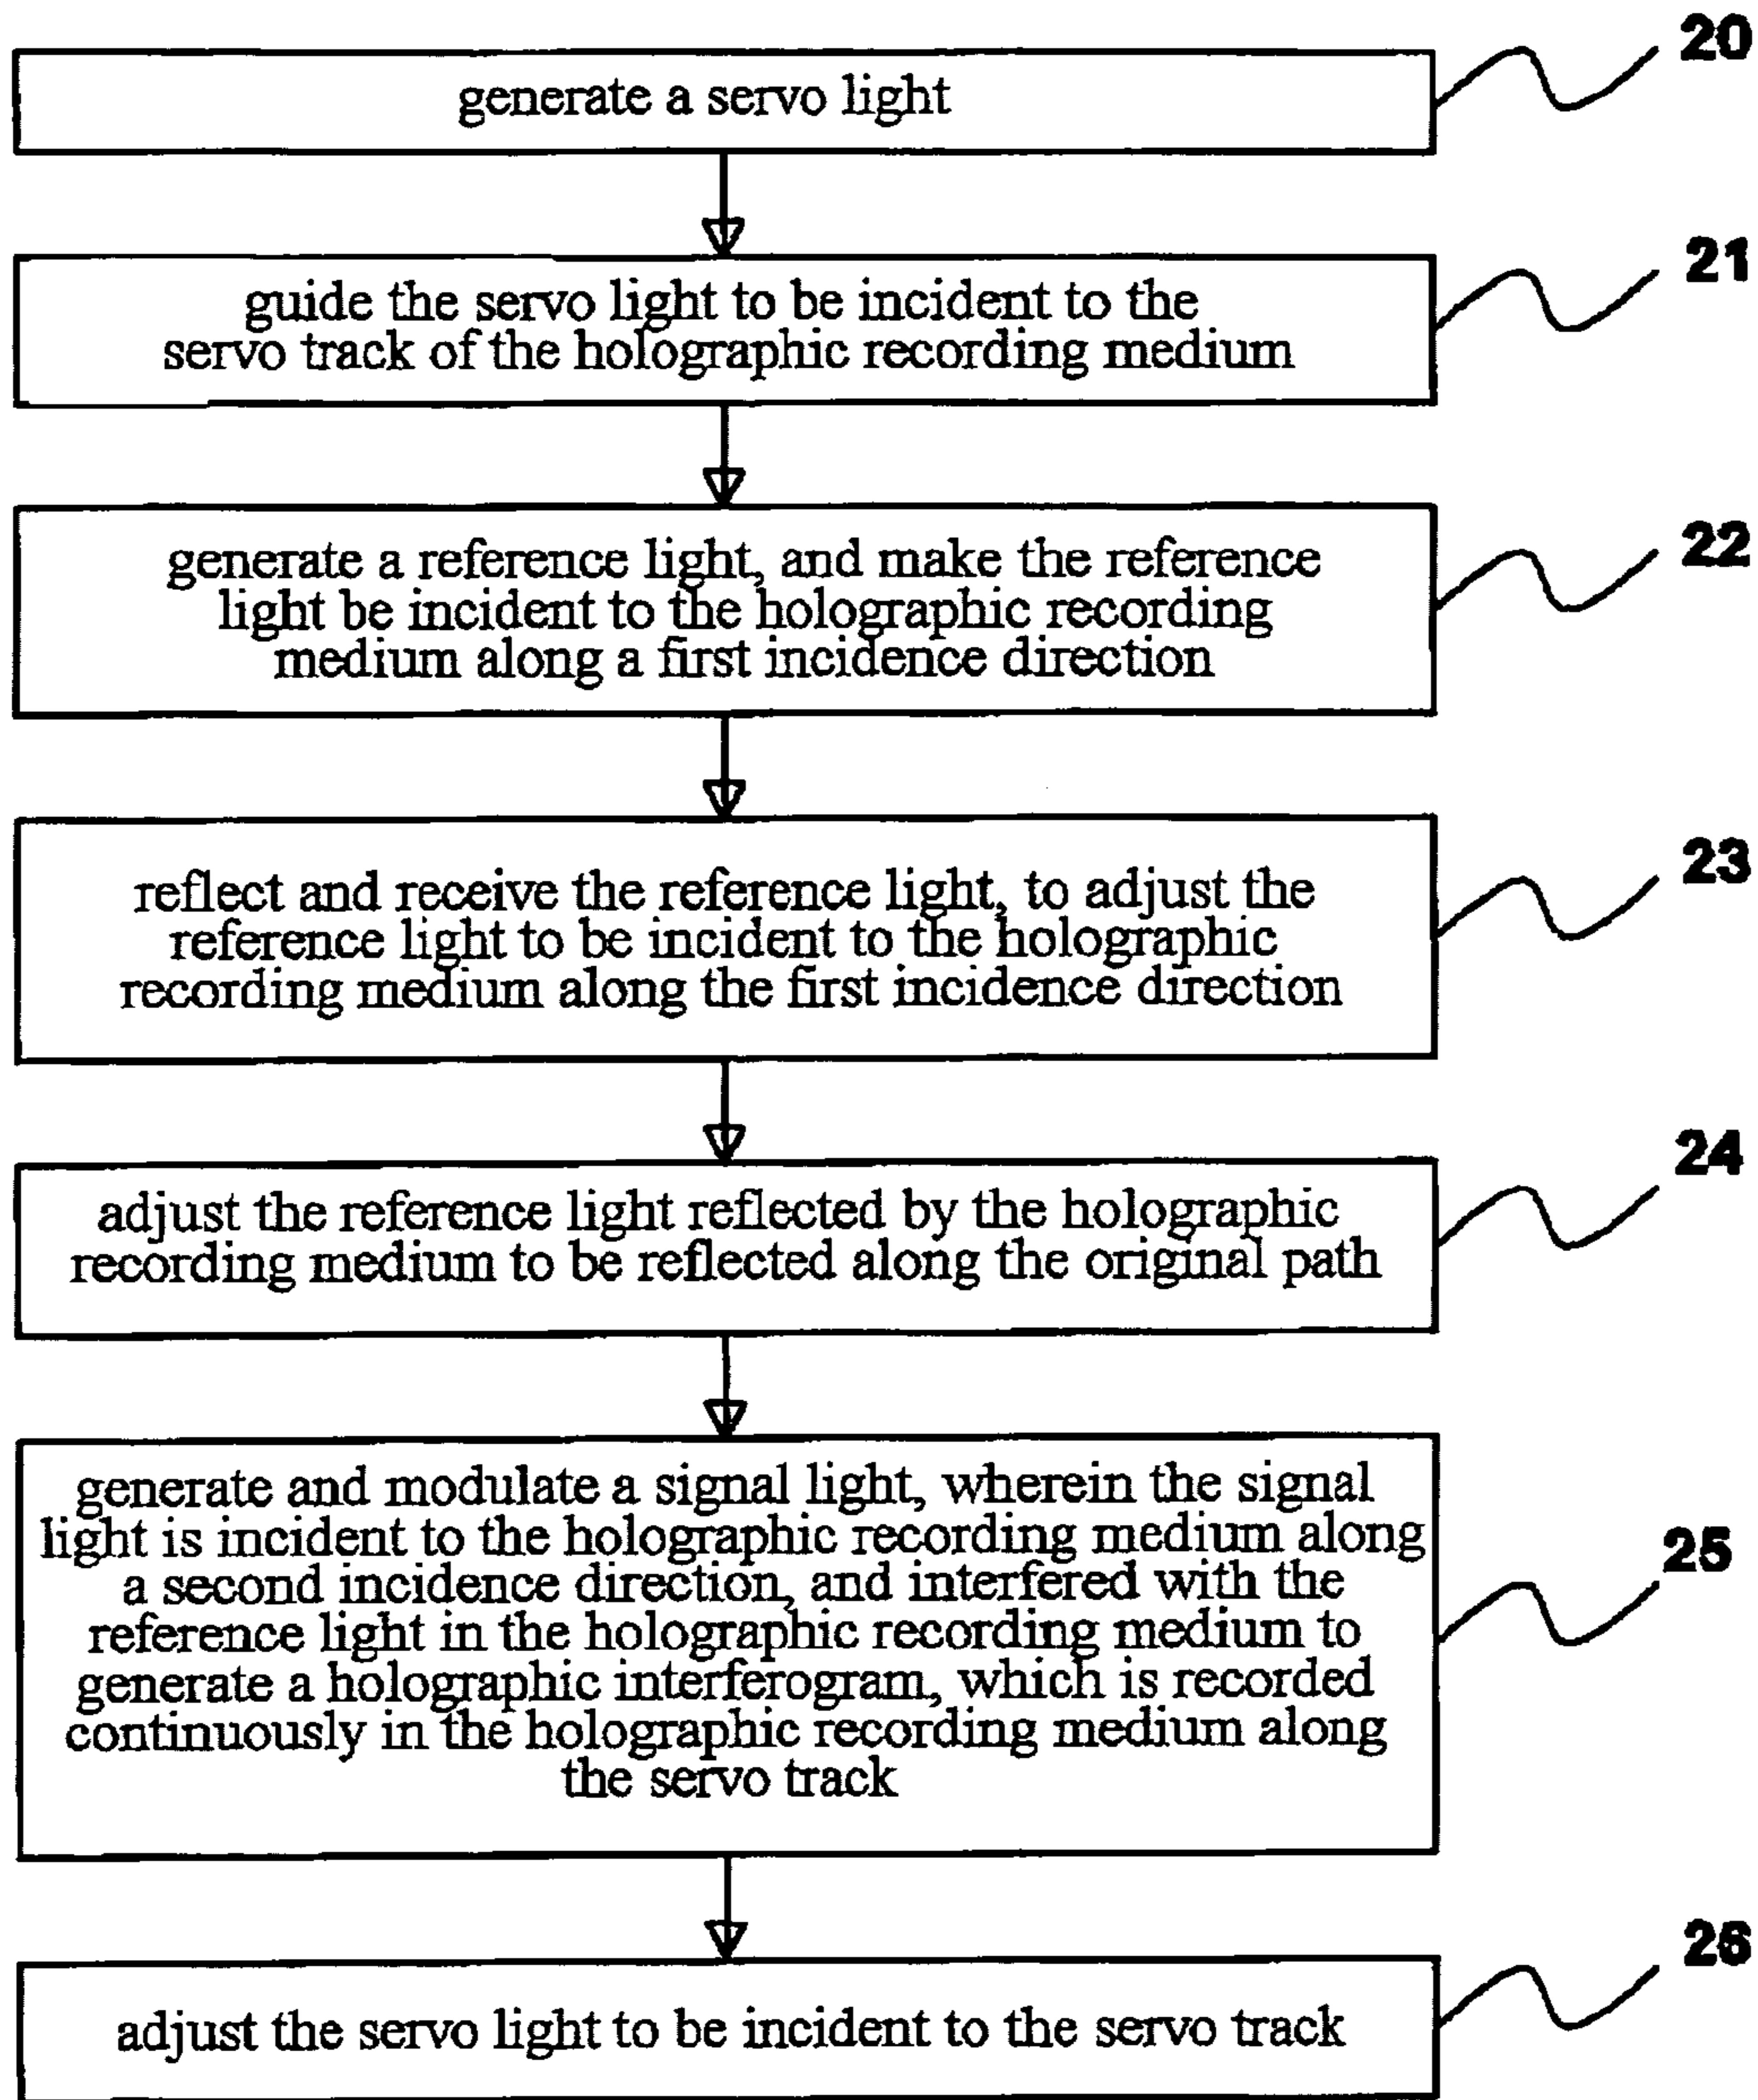 20
generate a servo light
21
guide the servo light to be incident to the
servo track of the holographic recording medium
22
generate a reference light, and make the reference
light be incident to the holographic recording
medium along a first incidence direction
23
reflect and receive the reference light, to adjust the
reference light to be incident to the holographic
recording medium along the first incidence direction
24
adjust the reference light reflected by the holographic
recording medium to be reflected along the original path
25
generate and modulate a signal light, wherein the signal
light is incident to the holographic recording medium along
a second incidence direction, and interfered with the
reference light in the holographic recording medium to
generate a holographic interferogram, which is recorded
continuously in the holographic recording medium along
the servo track
26
adjust the servo light to be incident to the servo track